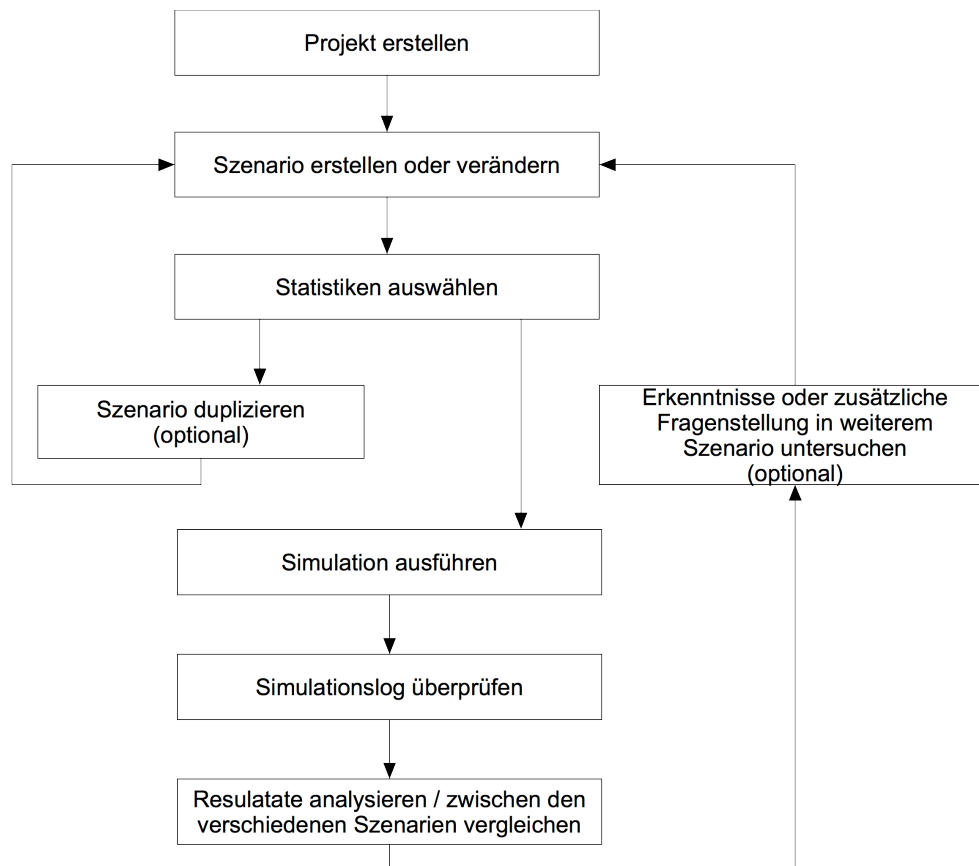 Projekt erstellen
Szenario erstellen oder verändern
Statistiken auswählen
Szenario duplizieren
(optional)
Erkenntnisse oder zusätzliche
Fragenstellung in weiterem
Szenario untersuchen
(optional)
Simulation ausführen
Simulationslog überprüfen
Resulatate analysieren / zwischen den
verschiedenen Szenarien vergleichen